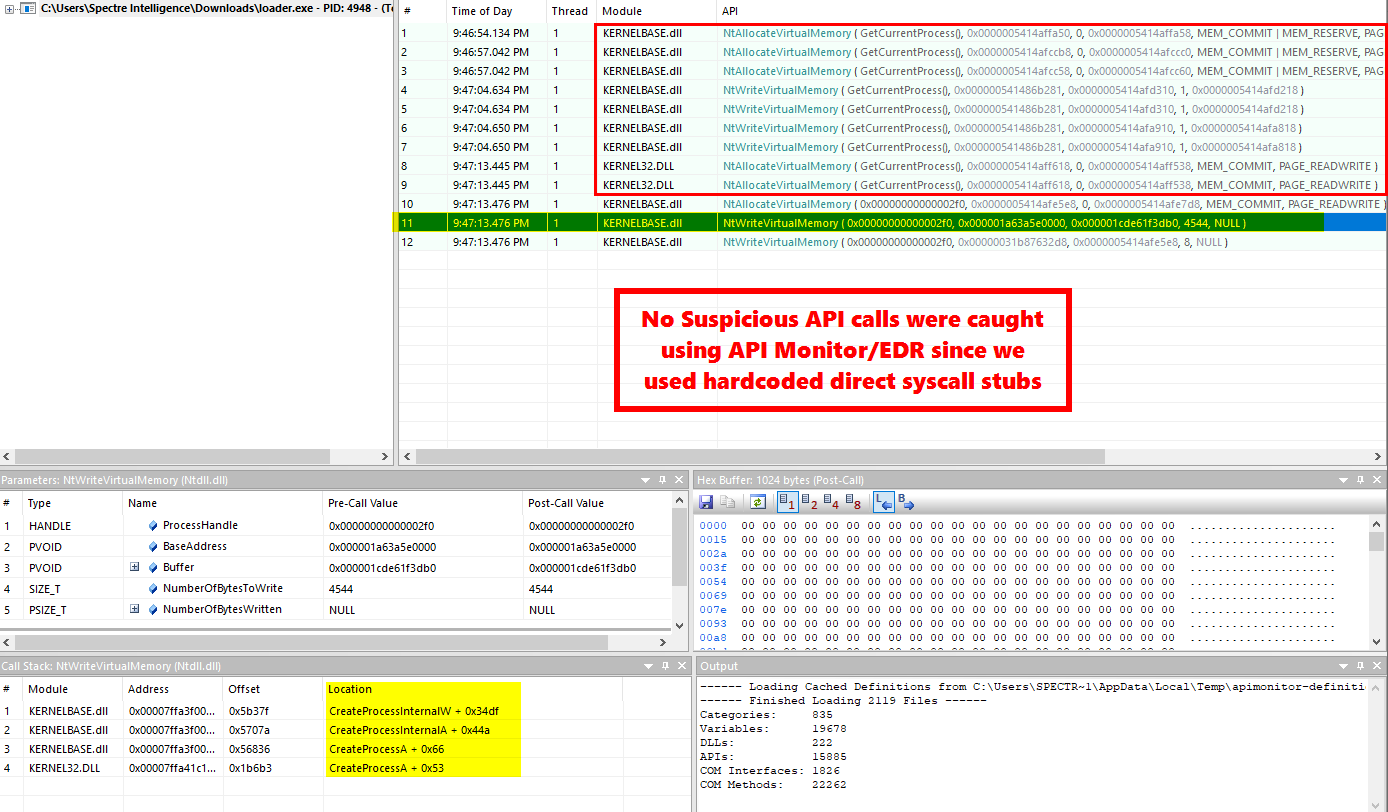 C:\Users\Spectre Intelligence\Downloads\loader.exe - PID: 4948 - (Te
# Time of Day Thread Module API
1 9:46:54.134 PM 1 KERNELBASE.dll NtAllocateVirtualMemory ( GetCurrentProcess(), 0x0000005414affa50, 0, 0x0000005414affa58, MEM_COMMIT | MEM_RESERVE, PAG
2 9:46:57.042 PM 1 KERNELBASE.dll NtAllocateVirtualMemory ( GetCurrentProcess(), 0x0000005414afccb8, 0, 0x0000005414afccc0, MEM_COMMIT | MEM_RESERVE, PAG
3 9:46:57.042 PM 1 KERNELBASE.dll NtAllocateVirtualMemory ( GetCurrentProcess(), 0x0000005414afcc58, 0, 0x0000005414afcc60, MEM_COMMIT | MEM_RESERVE, PAG
4 9:47:04.634 PM 1 KERNELBASE.dll NtWriteVirtualMemory ( GetCurrentProcess(), 0x000000541486b281, 0x0000005414afd310, 1, 0x0000005414afd218 )
5 9:47:04.634 PM 1 KERNELBASE.dll NtWriteVirtualMemory ( GetCurrentProcess(), 0x000000541486b281, 0x0000005414afd310, 1, 0x0000005414afd218 )
6 9:47:04.650 PM 1 KERNELBASE.dll NtWriteVirtualMemory ( GetCurrentProcess(), 0x000000541486b281, 0x0000005414afa910, 1, 0x0000005414afa818 )
7 9:47:04.650 PM 1 KERNELBASE.dll NtWriteVirtualMemory ( GetCurrentProcess(), 0x000000541486b281, 0x0000005414afa910, 1, 0x0000005414afa818 )
8 9:47:13.445 PM 1 KERNEL32.DLL NtAllocateVirtualMemory ( GetCurrentProcess(), 0x0000005414aff618, 0, 0x0000005414aff538, MEM_COMMIT, PAGE_READWRITE )
9 9:47:13.445 PM 1 KERNEL32.DLL NtAllocateVirtualMemory ( GetCurrentProcess(), 0x0000005414aff618, 0, 0x0000005414aff538, MEM_COMMIT, PAGE_READWRITE )
10 9:47:13.476 PM 1 KERNELBASE.dll NtAllocateVirtualMemory ( 0x00000000000002f0, 0x0000005414afe5e8, 0, 0x0000005414afe7d8, MEM_COMMIT, PAGE_READWRITE )
11 9:47:13.476 PM 1 KERNELBASE.dll NtWriteVirtualMemory ( 0x00000000000002f0, 0x000001a63a5e0000, 0x000001cde61f3db0, 4544, NULL )
12 9:47:13.476 PM 1 KERNELBASE.dll NtWriteVirtualMemory ( 0x00000000000002f0, 0x00000031b87632d8, 0x0000005414afe5e8, 8, NULL )
No Suspicious API calls were caught
using API Monitor/EDR since we
used hardcoded direct syscall stubs
Parameters: NtWriteVirtualMemory (Ntdll.dll)
# Type Name Pre-Call Value Post-Call Value
1 HANDLE ProcessHandle 0x00000000000002f0 0x00000000000002f0
2 PVOID BaseAddress 0x000001a63a5e0000 0x000001a63a5e0000
3 PVOID Buffer 0x000001cde61f3db0 0x000001cde61f3db0
4 SIZE_T NumberOfBytesToWrite 4544 4544
5 PSIZE_T NumberOfBytesWritten NULL NULL
Hex Buffer: 1024 bytes (Post-Call)
1 2 4 8 L B
0000 00 00 00 00 00 00 00 00 00 00 00 00 00 00 00 00 00 00 00 00 00 .....................
0015 00 00 00 00 00 00 00 00 00 00 00 00 00 00 00 00 00 00 00 00 00 .....................
002a 00 00 00 00 00 00 00 00 00 00 00 00 00 00 00 00 00 00 00 00 00 .....................
003f 00 00 00 00 00 00 00 00 00 00 00 00 00 00 00 00 00 00 00 00 00 .....................
0054 00 00 00 00 00 00 00 00 00 00 00 00 00 00 00 00 00 00 00 00 00 .....................
0069 00 00 00 00 00 00 00 00 00 00 00 00 00 00 00 00 00 00 00 00 00 .....................
007e 00 00 00 00 00 00 00 00 00 00 00 00 00 00 00 00 00 00 00 00 00 .....................
0093 00 00 00 00 00 00 00 00 00 00 00 00 00 00 00 00 00 00 00 00 00 .....................
00a8 00 00 00 00 00 00 00 00 00 00 00 00 00 00 00 00 00 00 00 00 00 .....................
Call Stack: NtWriteVirtualMemory (Ntdll.dll)
# Module Address Offset Location
1 KERNELBASE.dll 0x00007ffa3f00... 0x5b37f CreateProcessInternalW + 0x34df
2 KERNELBASE.dll 0x00007ffa3f00... 0x5707a CreateProcessInternalA + 0x44a
3 KERNELBASE.dll 0x00007ffa3f00... 0x56836 CreateProcessA + 0x66
4 KERNEL32.DLL 0x00007ffa41c1... 0x1b6b3 CreateProcessA + 0x53
Output
------ Loading Cached Definitions from C:\Users\SPECTR~1\AppData\Local\Temp\apimonitor-definitio
------ Finished Loading 2119 Files ------
Categories: 835
Variables: 19678
DLLs: 222
APIs: 15885
COM Interfaces: 1826
COM Methods: 22262